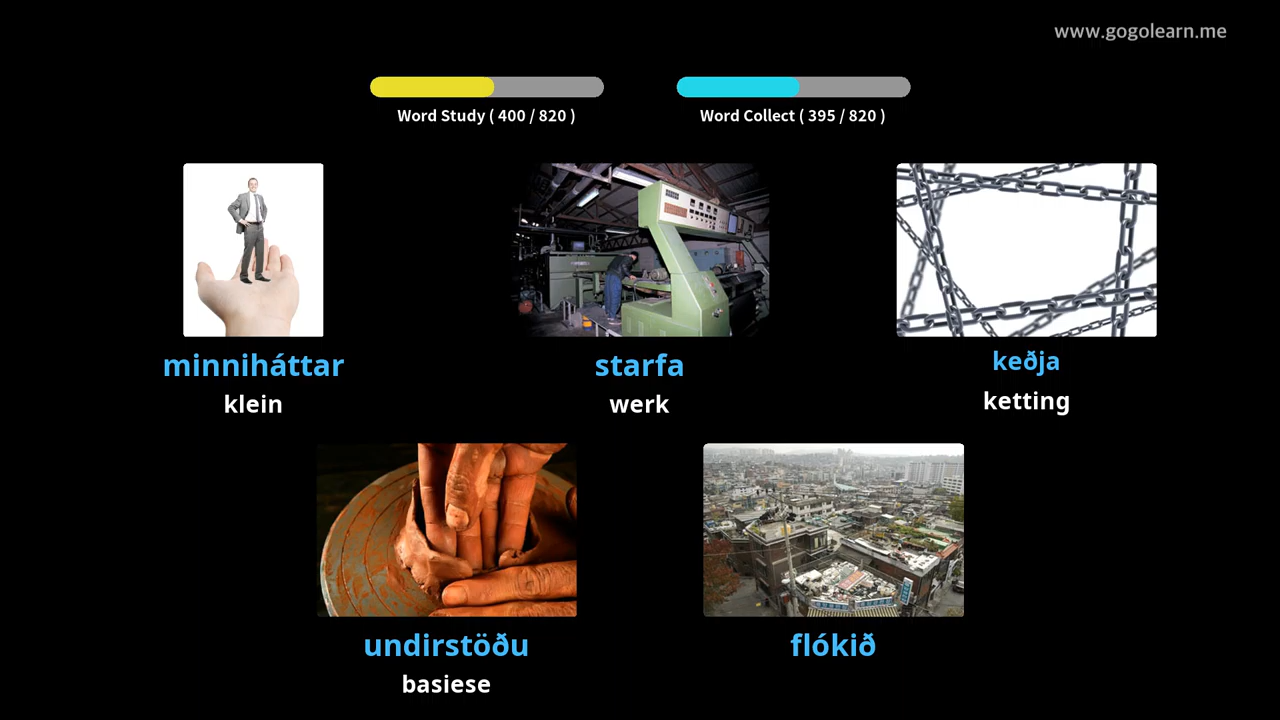 www.gogolearn.me
Word Study ( 400 / 820 )
Word Collect ( 395 / 820 )
minniháttar
klein
starfa
werk
keðja
ketting
undirstöðu
basiese
flókið